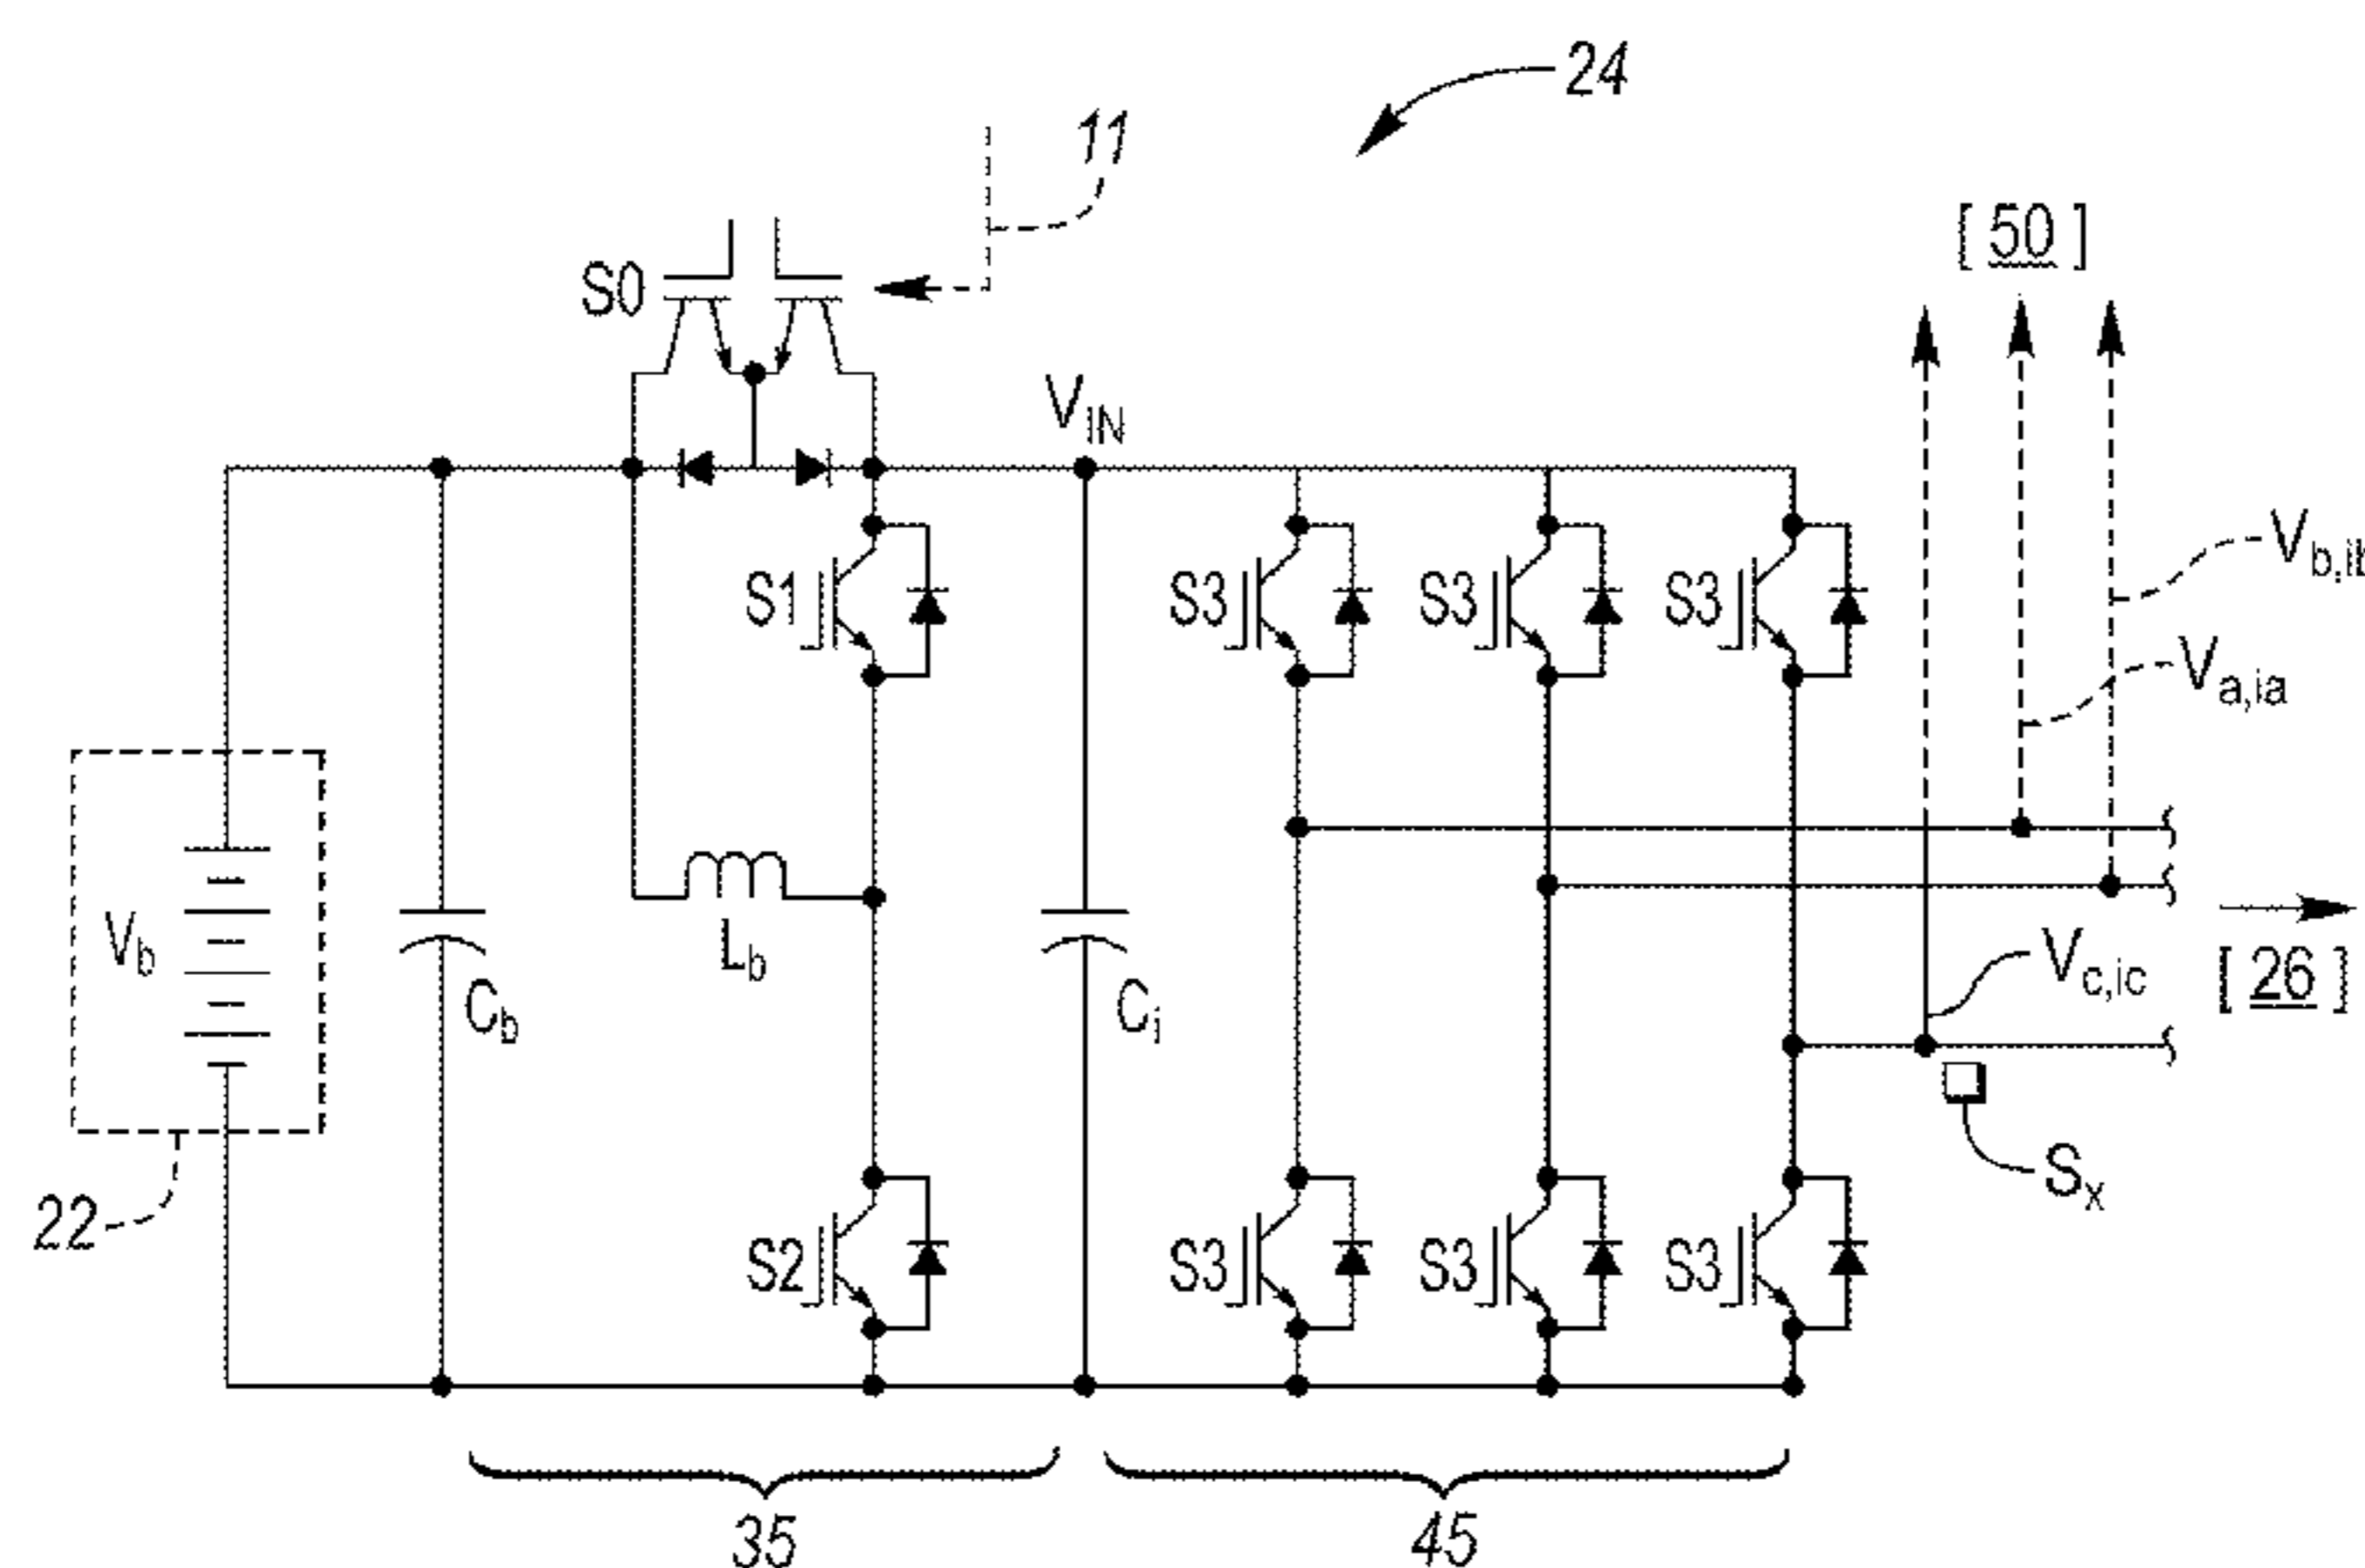 24
11
[ 50 ]
S0
V_IN
V_b,ib
S1
S3
S3
S3
V_a,ia
V_b
C_b
L_b
C_i
V_c,ic
[ 26 ]
22
S2
S3
S3
S3
S_x
35
45